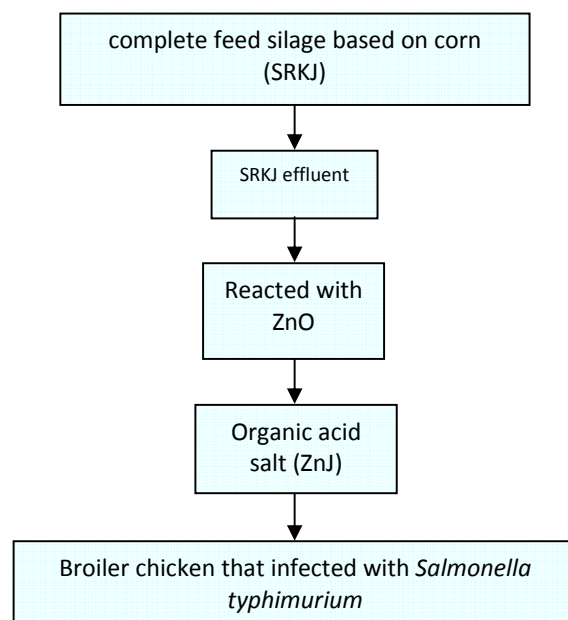 complete feed silage based on corn
(SRKJ)
SRKJ effluent
Reacted with
ZnO
Organic acid
salt (ZnJ)
Broiler chicken that infected with Salmonella
typhimurium